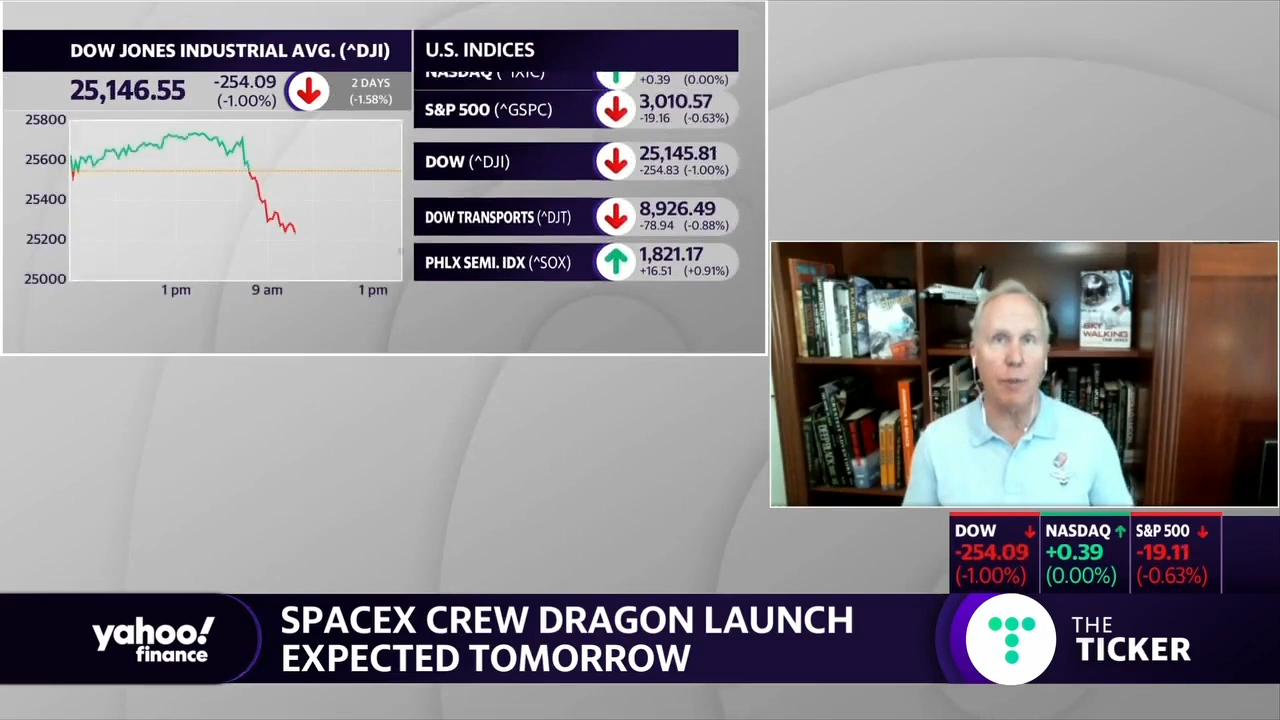 DOW JONES INDUSTRIAL AVG. (^DJI)
25,146.55
-254.09
(-1.00%)
2 DAYS
(-1.58%)
25800
25600
25400
25200
25000
1 pm
9 am
1 pm
U.S. INDICES
NASDAQ (^IXIC)
+0.39 (0.00%)
S&P 500 (^GSPC)
3,010.57
-19.16 (-0.63%)
DOW (^DJI)
25,145.81
-254.83 (-1.00%)
DOW TRANSPORTS (^DJT)
8,926.49
-78.94 (-0.88%)
PHLX SEMI. IDX (^SOX)
1,821.17
+16.51 (+0.91%)
SKY
WALKING
DOW
-254.09
(-1.00%)
NASDAQ
+0.39
(0.00%)
S&P 500
-19.11
(-0.63%)
yahoo!
finance
SPACEX CREW DRAGON LAUNCH
EXPECTED TOMORROW
THE
TICKER